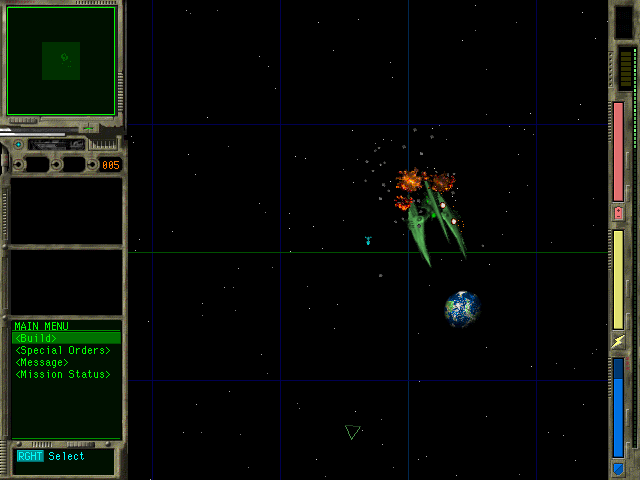 005
MAIN MENU
<Build>
<Special Orders>
<Message>
<Mission Status>
RGHT Select